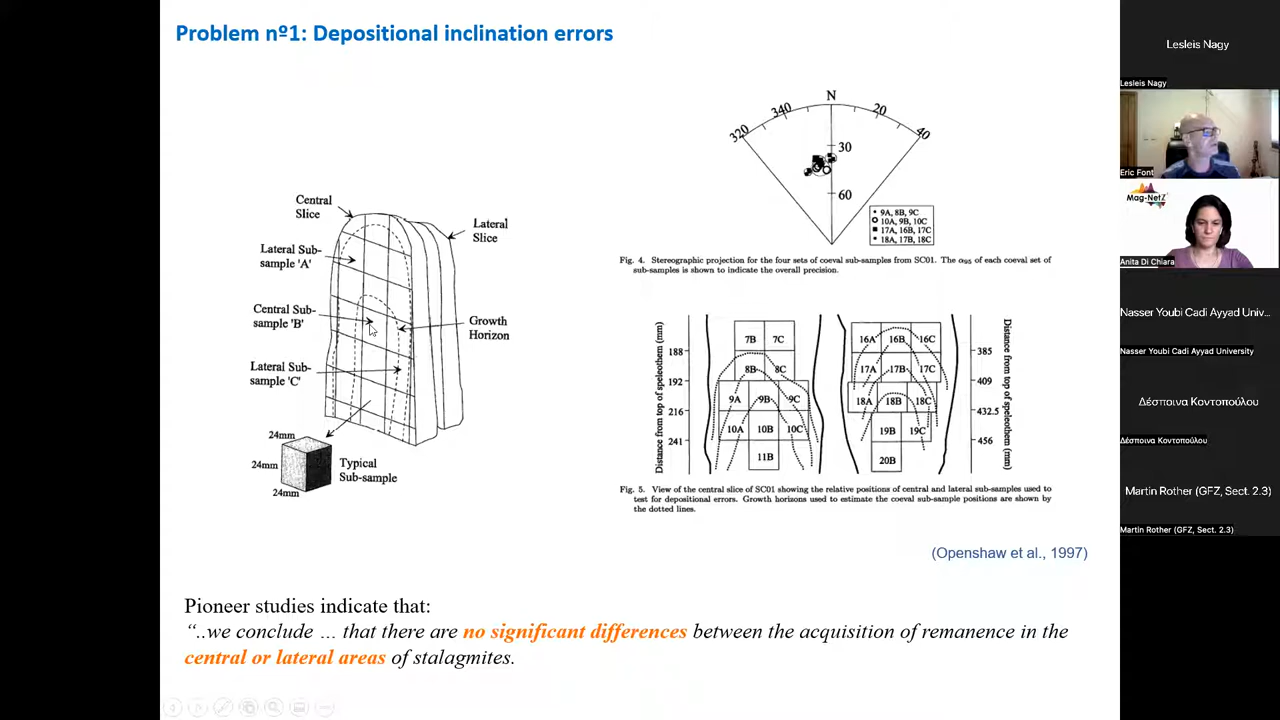 Problem nº1: Depositional inclination errors
Central
Slice
Lateral
Slice
Lateral Sub-
sample 'A'
Central Sub-
sample 'B'
Growth
Horizon
Lateral Sub-
sample 'C'
24mm
24mm
24mm
Typical
Sub-sample
N
340
20
320
40
30
60
9A, 8B, 9C
10A, 9B, 10C
17A, 16B, 17C
18A, 17B, 18C
Fig. 4. Stereographic projection for the four sets of coeval sub-samples from SC01. The α95 of each coeval set of
sub-samples is shown to indicate the overall precision.
Distance from top of speleothem (mm)
188
192
216
241
7B 7C
8B 8C
9A 9B 9C
10A 10B 10C
11B
16A 16B 16C
17A 17B 17C
18A 18B 18C
19B 19C
20B
385
409
432.5
456
Distance from top of speleothem (mm)
Fig. 5. View of the central slice of SC01 showing the relative positions of central and lateral sub-samples used to
test for depositional errors. Growth horizons used to estimate the coeval sub-sample positions are shown by
the dotted lines.
(Openshaw et al., 1997)
Pioneer studies indicate that:
“..we conclude … that there are no significant differences between the acquisition of remanence in the
central or lateral areas of stalagmites.
Lesleis Nagy
Lesleis Nagy
Eric Font
Mag-NetZ
Anita Di Chiara
Nasser Youbi Cadi Ayyad Univ...
Nasser Youbi Cadi Ayyad University
Δέσποινα Κοντοπούλου
Δέσποινα Κοντοπούλου
Martin Rother (GFZ, Sect. 2.3)
Martin Rother (GFZ, Sect. 2.3)